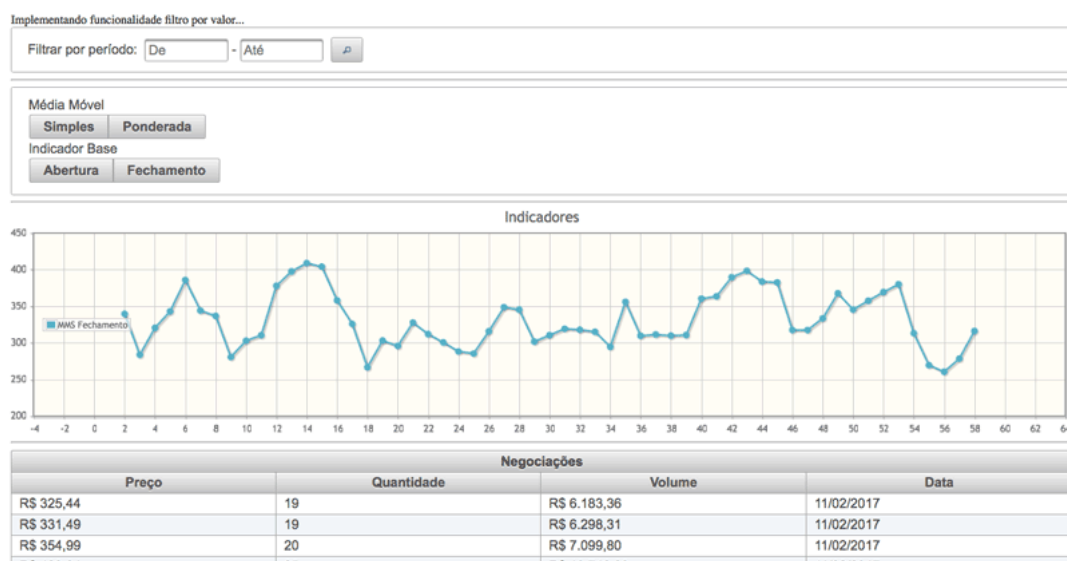 Implementando funcionalidade filtro por valor...
Filtrar por período: De - Até
Média Móvel
Simples Ponderada
Indicador Base
Abertura Fechamento
Indicadores
450
400
350
MMS Fechamento
300
250
200
-4 -2 0 2 4 6 8 10 12 14 16 18 20 22 24 26 28 30 32 34 36 38 40 42 44 46 48 50 52 54 56 58 60 62
Negociações
Preço Quantidade Volume Data
R$ 325,44 19 R$ 6.183,36 11/02/2017
R$ 331,49 19 R$ 6.298,31 11/02/2017
R$ 354,99 20 R$ 7.099,80 11/02/2017